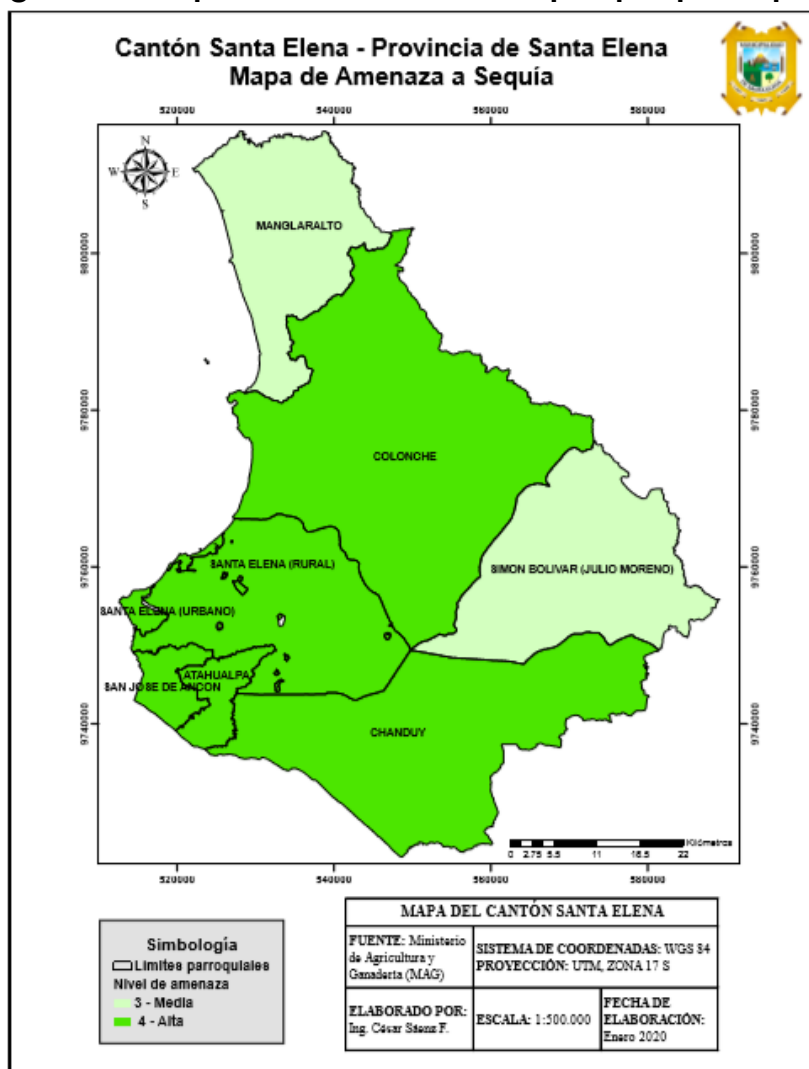 Cantón Santa Elena - Provincia de Santa Elena
Mapa de Amenaza a Sequía
520000 540000 560000 580000
N
W E
S
9800000 9800000
9780000 9780000
9760000 9760000
9740000 9740000
MANGLARALTO
COLONCHE
SIMON BOLIVAR (JULIO MORENO)
SANTA ELENA (RURAL)
SANTA ELENA (URBANO)
ATAHUALPA
SAN JOSE DE ANCON
CHANDUY
Kilómetros
0 2.75 5.5 11 16.5 22
520000 540000 560000 580000
Simbología
Limites parroquiales
Nivel de amenaza
3 - Media
4 - Alta
MAPA DEL CANTÓN SANTA ELENA
FUENTE: Ministerio
de Agricultura y
Ganadería (MAG)
SISTEMA DE COORDENADAS: WGS 84
PROYECCIÓN: UTM, ZONA 17 S
ELABORADO POR:
Ing. César Sáenz F.
ESCALA: 1:500.000
FECHA DE
ELABORACIÓN:
Enero 2020